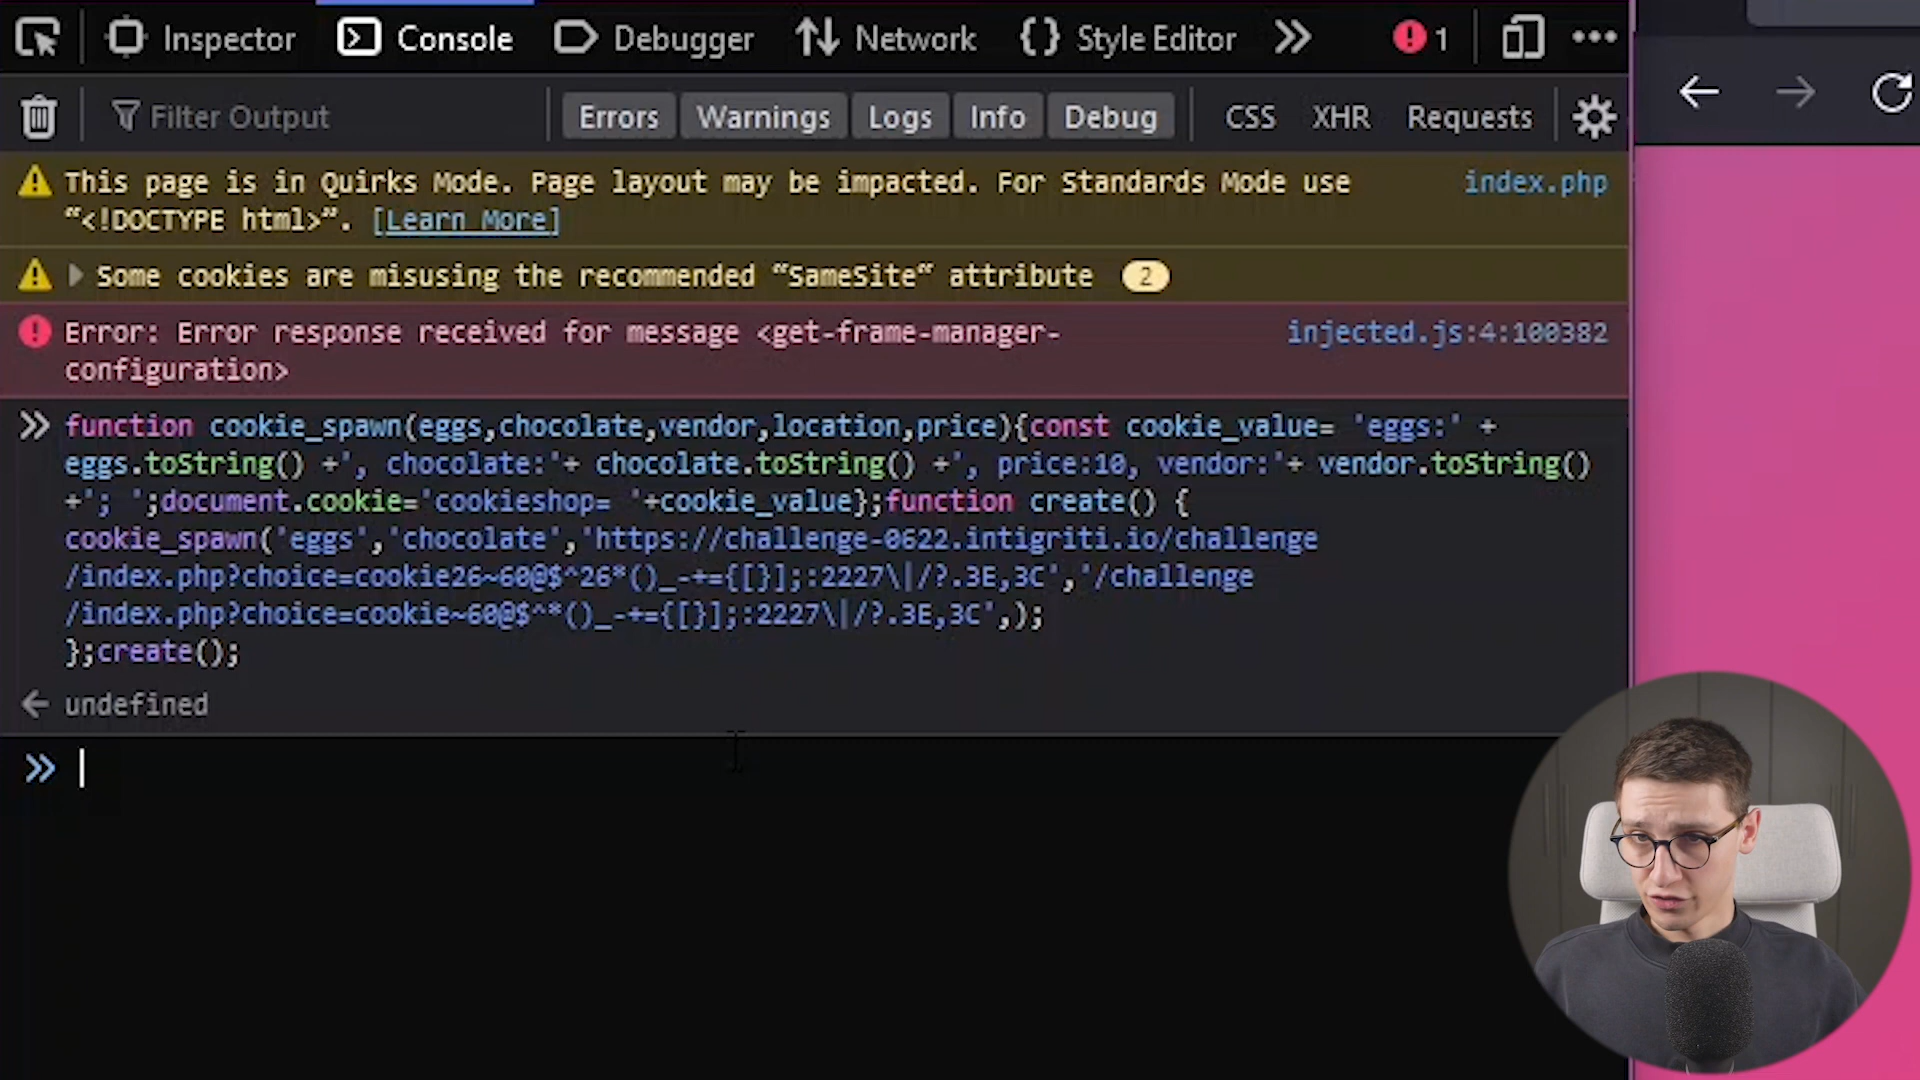 Inspector Console Debugger Network Style Editor 1
Filter Output Errors Warnings Logs Info Debug CSS XHR Requests
This page is in Quirks Mode. Page layout may be impacted. For Standards Mode use index.php
“<!DOCTYPE html>”. [Learn More]
Some cookies are misusing the recommended “SameSite“ attribute 2
Error: Error response received for message <get-frame-manager- injected.js:4:100382
configuration>
function cookie_spawn(eggs,chocolate,vendor,location,price){const cookie_value= 'eggs:' +
eggs.toString() +', chocolate:'+ chocolate.toString() +', price:10, vendor:'+ vendor.toString()
+'; ';document.cookie='cookieshop= '+cookie_value};function create() {
cookie_spawn('eggs','chocolate','https://challenge-0622.intigriti.io/challenge
/index.php?choice=cookie26~60@$^26*()_-+={[}];:2227\|/?.3E,3C','/challenge
/index.php?choice=cookie~60@$^*()_-+={[}];:2227\|/?.3E,3C',);
};create();
undefined